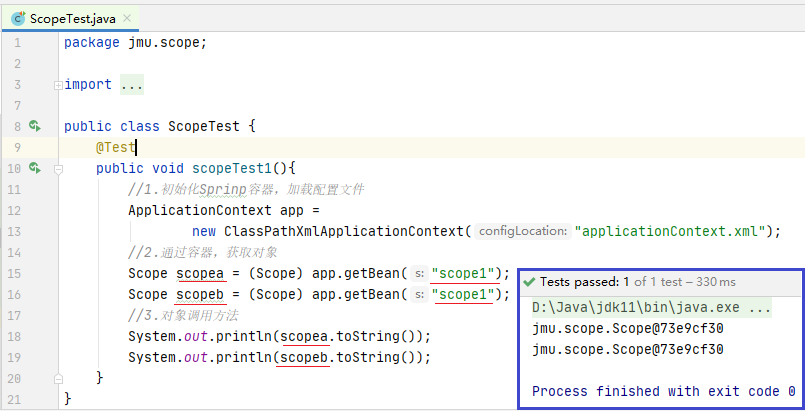 ScopeTest.java
1 package jmu.scope;
2
3 import ...
7
8 public class ScopeTest {
9 @Test
10 public void scopeTest1(){
11 //1.初始化Sprinp容器，加载配置文件
12 ApplicationContext app =
13 new ClassPathXmlApplicationContext( configLocation: "applicationContext.xml");
14 //2.通过容器，获取对象
15 Scope scopea = (Scope) app.getBean( s: "scope1");
16 Scope scopeb = (Scope) app.getBean( s: "scope1");
17 //3.对象调用方法
18 System.out.println(scopea.toString());
19 System.out.println(scopeb.toString());
20 }
21 }
Tests passed: 1 of 1 test – 330 ms
D:\Java\jdk11\bin\java.exe ...
jmu.scope.Scope@73e9cf30
jmu.scope.Scope@73e9cf30
Process finished with exit code 0